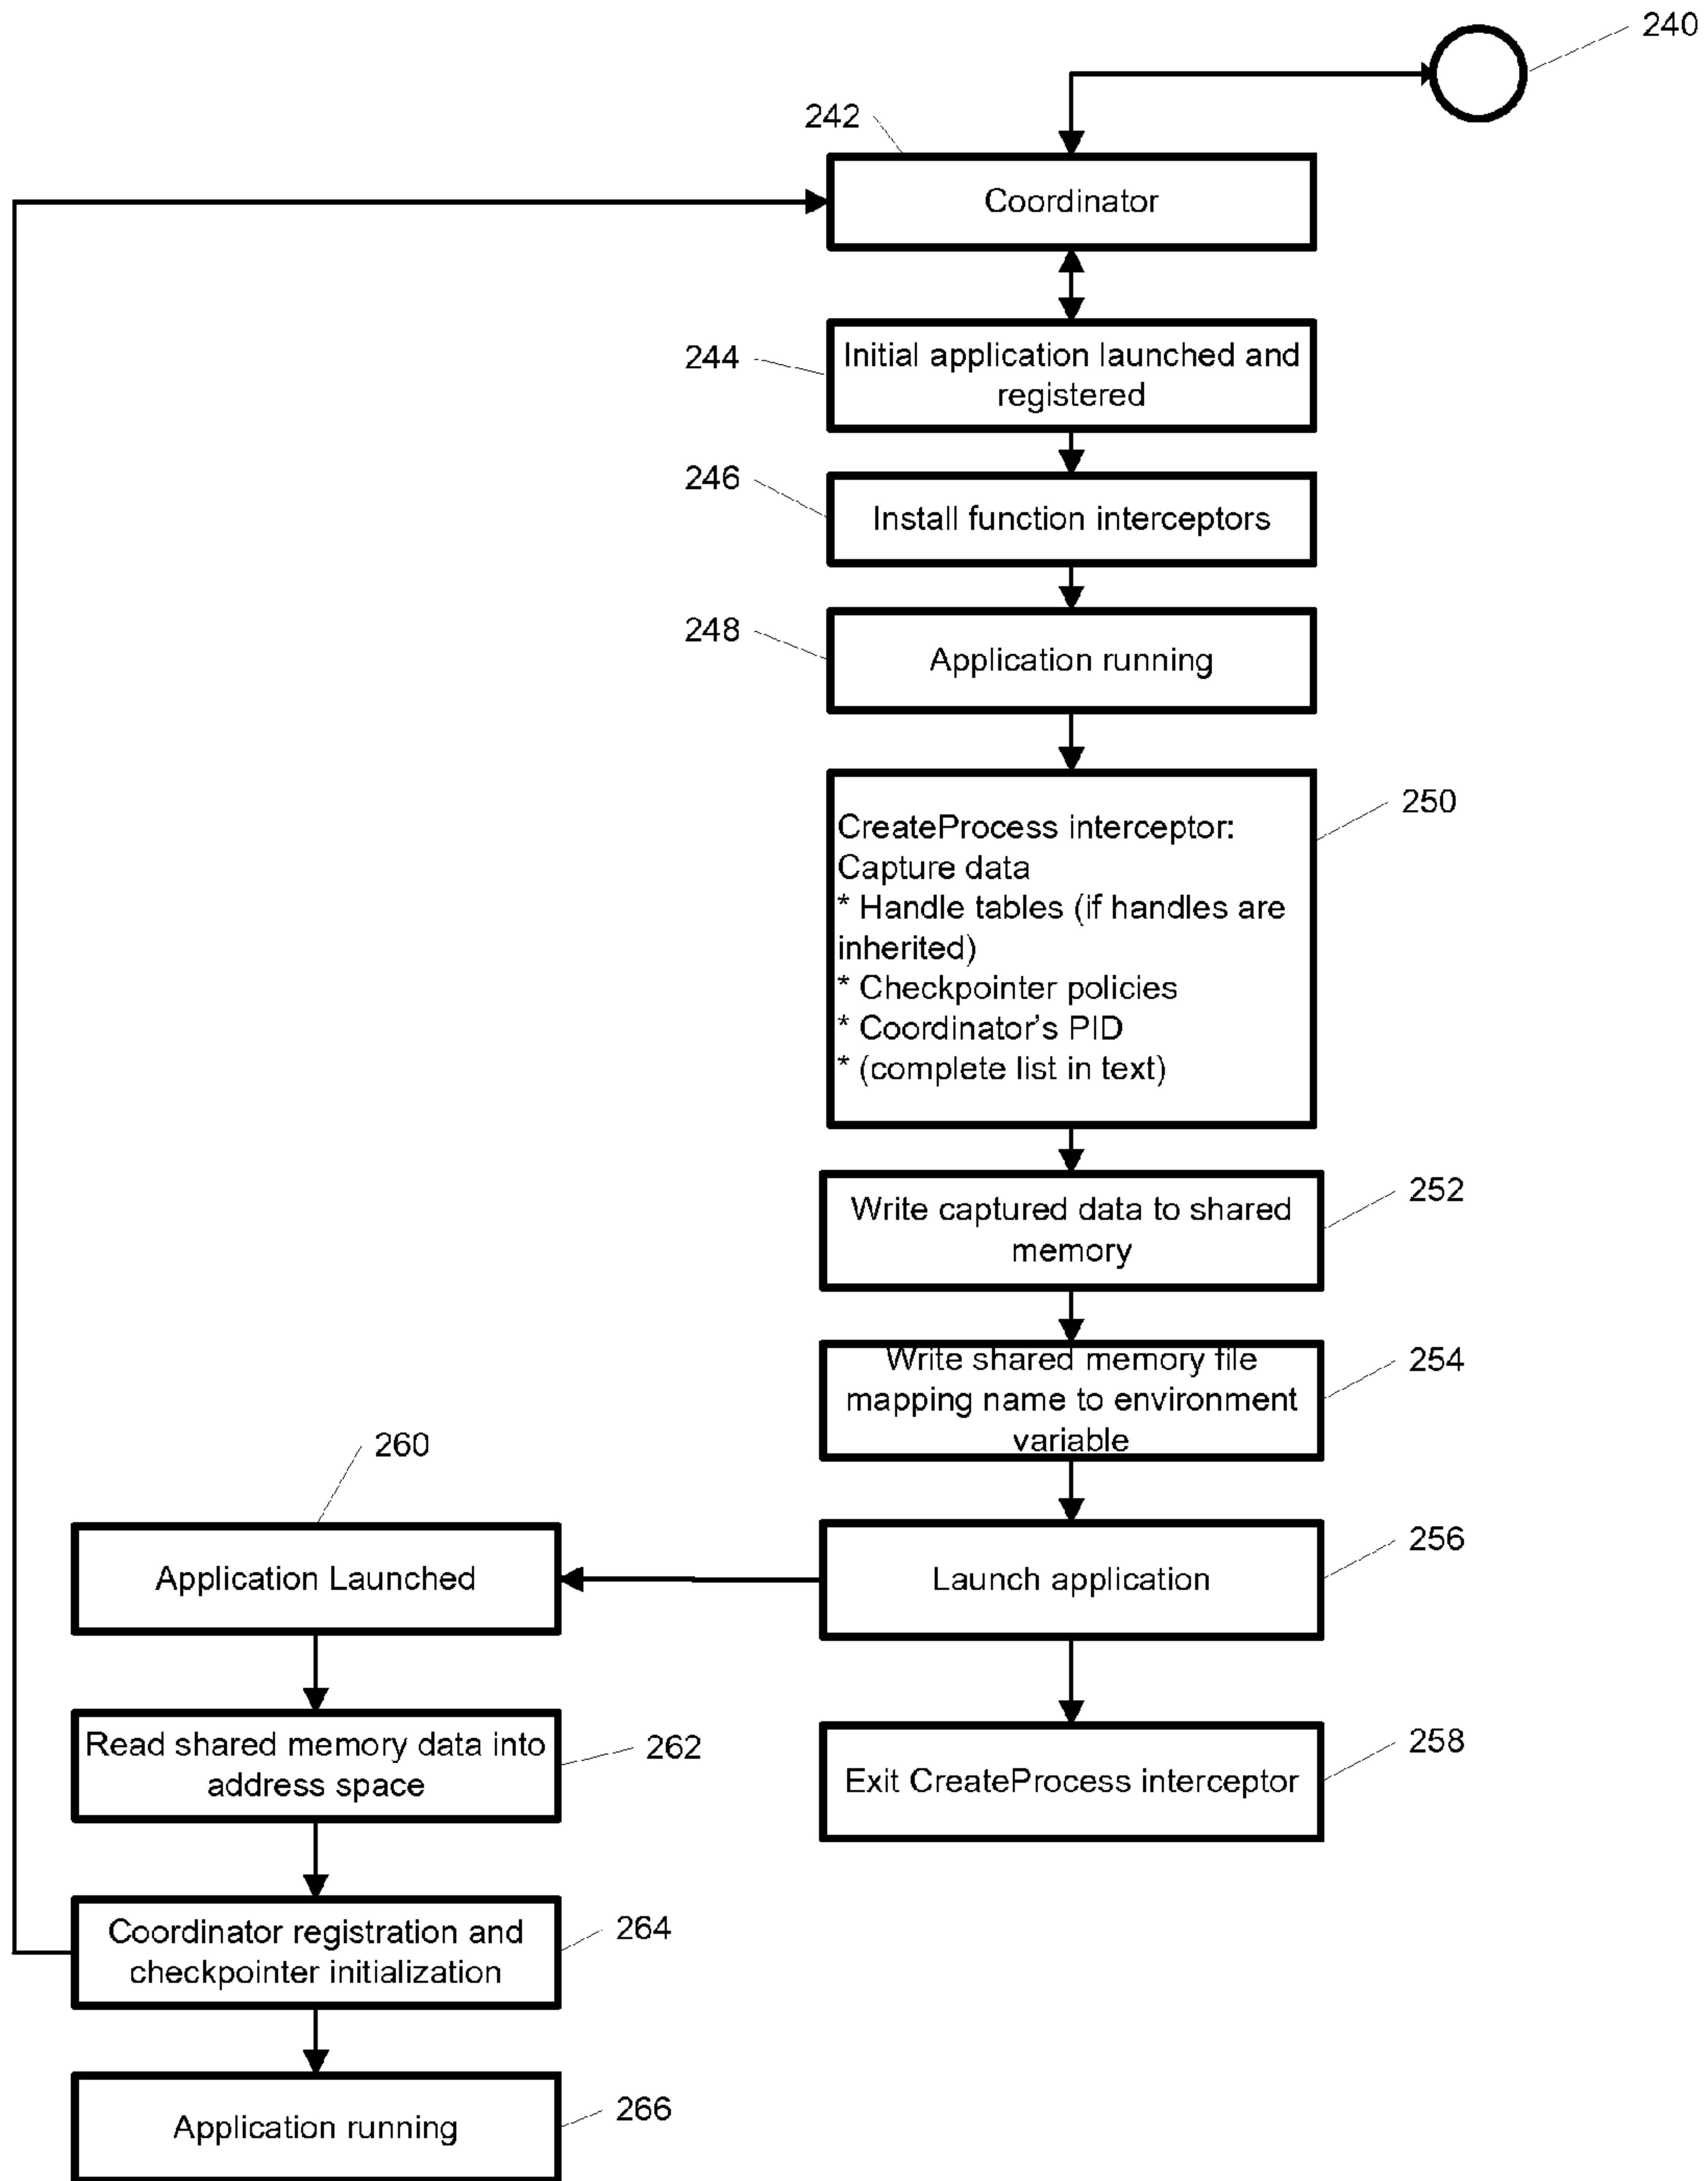 240
242
Coordinator
244
Initial application launched and
registered
246
Install function interceptors
248
Application running
250
CreateProcess interceptor:
Capture data
* Handle tables (if handles are
inherited)
* Checkpointer policies
* Coordinator's PID
* (complete list in text)
252
Write captured data to shared
memory
254
Write shared memory file
mapping name to environment
variable
256
Launch application
258
Exit CreateProcess interceptor
260
Application Launched
262
Read shared memory data into
address space
264
Coordinator registration and
checkpointer initialization
266
Application running